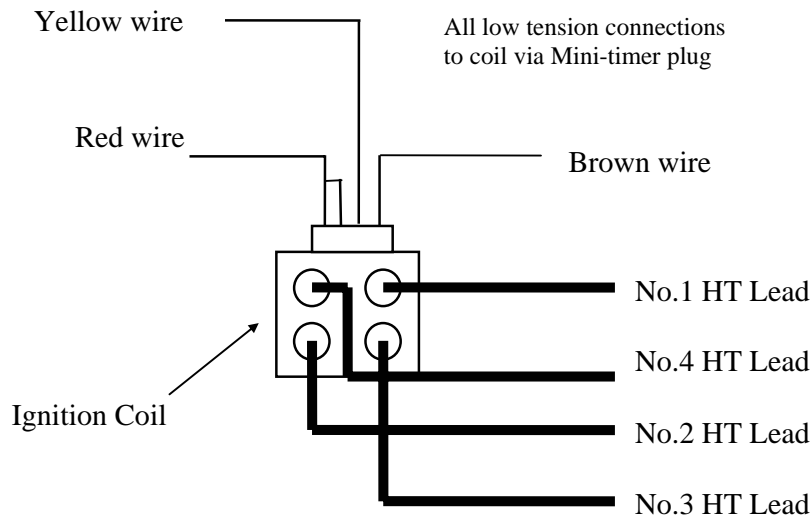 Yellow wire
All low tension connections
to coil via Mini-timer plug
Red wire
Brown wire
No.1 HT Lead
No.4 HT Lead
Ignition Coil
No.2 HT Lead
No.3 HT Lead